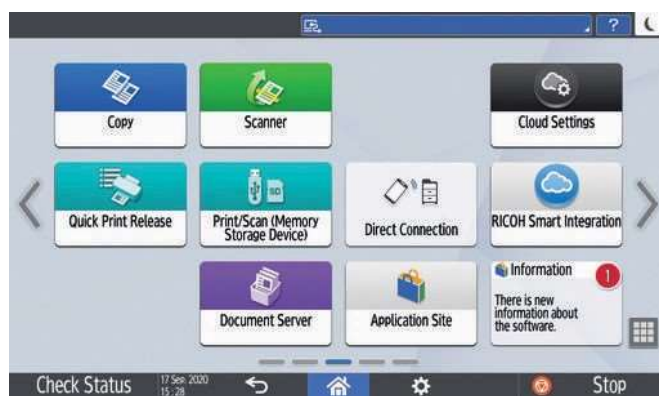 ?
Copy
Scanner
Cloud Settings
SD
Quick Print Release
Print/Scan (Memory
Storage Device)
Direct Connection
RICOH Smart Integration
Document Server
Application Site
Information
1
There is new
information about
the software.
Check Status
17 Sep. 2020
15:28
Stop